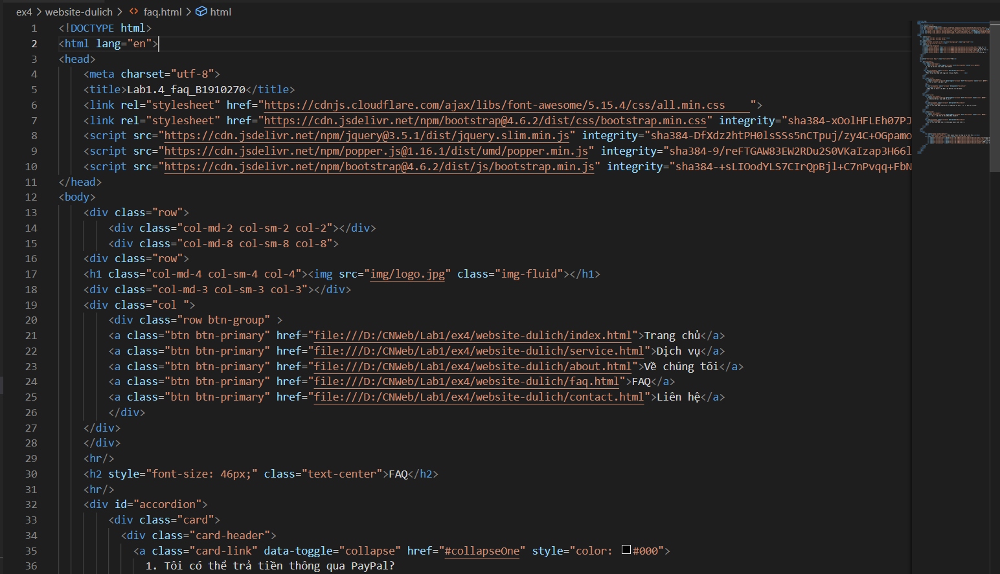 ex4 > website-dulich > <> faq.html > html
1 <!DOCTYPE html>
2 <html lang="en">
3 <head>
4 <meta charset="utf-8">
5 <title>Lab1.4_faq_B1910270</title>
6 <link rel="stylesheet" href="https://cdnjs.cloudflare.com/ajax/libs/font-awesome/5.15.4/css/all.min.css    ">
7 <link rel="stylesheet" href="https://cdn.jsdelivr.net/npm/bootstrap@4.6.2/dist/css/bootstrap.min.css" integrity="sha384-xOolHFLEh07PJ
8 <script src="https://cdn.jsdelivr.net/npm/jquery@3.5.1/dist/jquery.slim.min.js" integrity="sha384-DfXdz2htPH0lsSSs5nCTpuj/zy4C+OGpamo
9 <script src="https://cdn.jsdelivr.net/npm/popper.js@1.16.1/dist/umd/popper.min.js" integrity="sha384-9/reFTGAW83EW2RDu2S0VKaIzap3H66l
10 <script src="https://cdn.jsdelivr.net/npm/bootstrap@4.6.2/dist/js/bootstrap.min.js" integrity="sha384-+sLIOodYLS7CIrQpBjl+C7nPvqq+FbN
11 </head>
12 <body>
13 <div class="row">
14 <div class="col-md-2 col-sm-2 col-2"></div>
15 <div class="col-md-8 col-sm-8 col-8">
16 <div class="row">
17 <h1 class="col-md-4 col-sm-4 col-4"><img src="img/logo.jpg" class="img-fluid"></h1>
18 <div class="col-md-3 col-sm-3 col-3"></div>
19 <div class="col ">
20 <div class="row btn-group" >
21 <a class="btn btn-primary" href="file:///D:/CNWeb/Lab1/ex4/website-dulich/index.html">Trang chủ</a>
22 <a class="btn btn-primary" href="file:///D:/CNWeb/Lab1/ex4/website-dulich/service.html">Dịch vụ</a>
23 <a class="btn btn-primary" href="file:///D:/CNWeb/Lab1/ex4/website-dulich/about.html">Về chúng tôi</a>
24 <a class="btn btn-primary" href="file:///D:/CNWeb/Lab1/ex4/website-dulich/faq.html">FAQ</a>
25 <a class="btn btn-primary" href="file:///D:/CNWeb/Lab1/ex4/website-dulich/contact.html">Liên hệ</a>
26 </div>
27 </div>
28 </div>
29 <hr/>
30 <h2 style="font-size: 46px;" class="text-center">FAQ</h2>
31 <hr/>
32 <div id="accordion">
33 <div class="card">
34 <div class="card-header">
35 <a class="card-link" data-toggle="collapse" href="#collapseOne" style="color: #000">
36 1. Tôi có thể trả tiền thông qua PayPal?